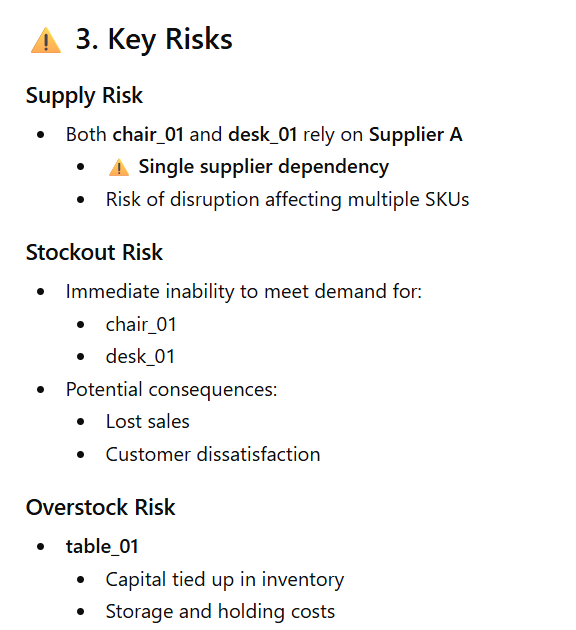 ⚠️ 3. Key Risks
Supply Risk
• Both chair_01 and desk_01 rely on Supplier A
• ⚠️ Single supplier dependency
• Risk of disruption affecting multiple SKUs
Stockout Risk
• Immediate inability to meet demand for:
• chair_01
• desk_01
• Potential consequences:
• Lost sales
• Customer dissatisfaction
Overstock Risk
• table_01
• Capital tied up in inventory
• Storage and holding costs